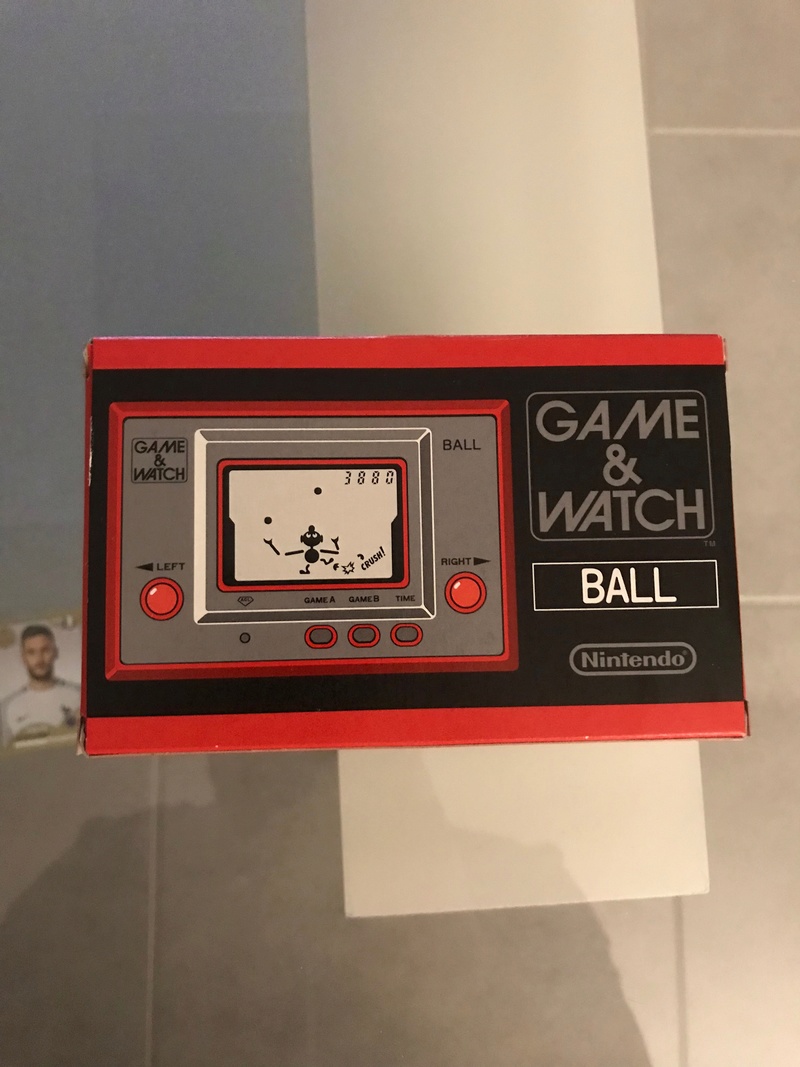 GAME
&
WATCH
BALL
3880
CRUSH!
LEFT
RIGHT
GAME A GAME B TIME
GAME
&
WATCH
TM
BALL
Nintendo®